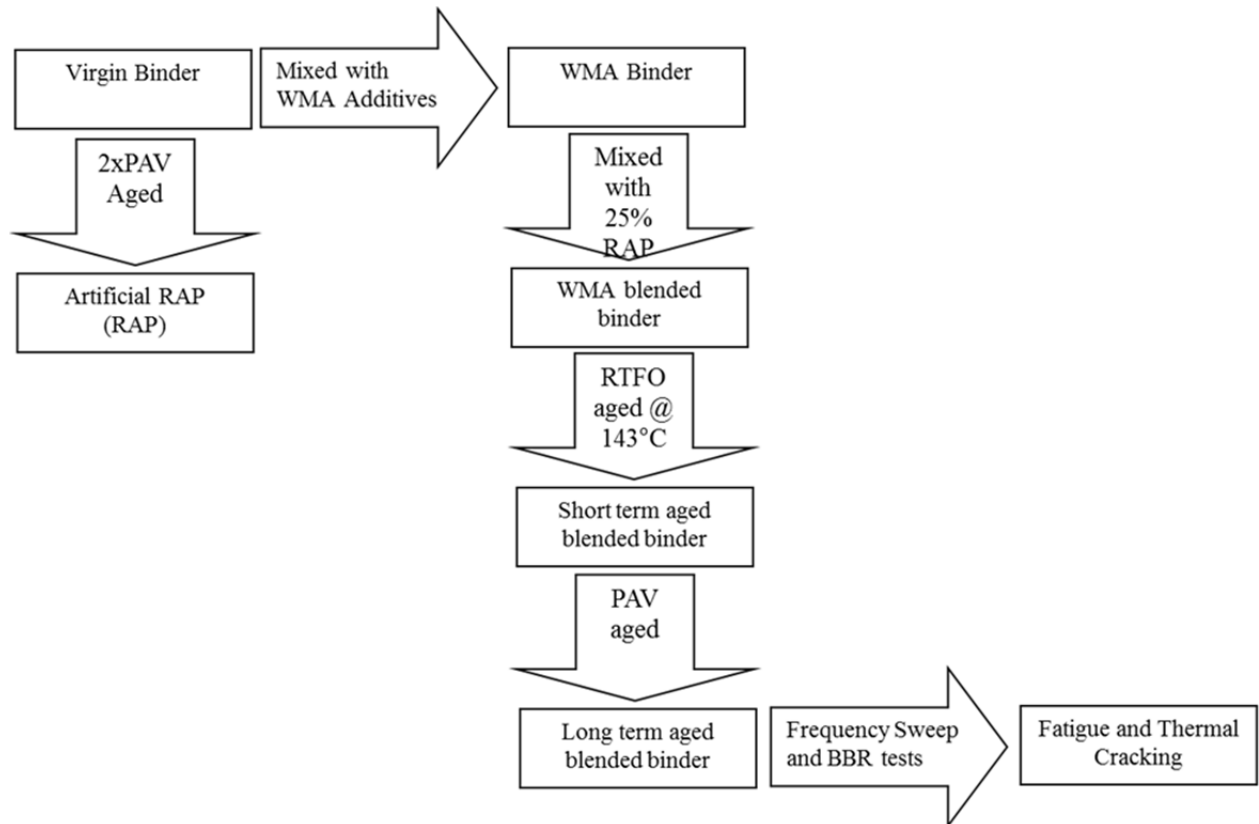 Virgin Binder
Mixed with
WMA Additives
WMA Binder
2xPAV
Aged
Mixed
with
25%
RAP
Artificial RAP
(RAP)
WMA blended
binder
RTFO
aged @
143°C
Short term aged
blended binder
PAV
aged
Long term aged
blended binder
Frequency Sweep
and BBR tests
Fatigue and Thermal
Cracking